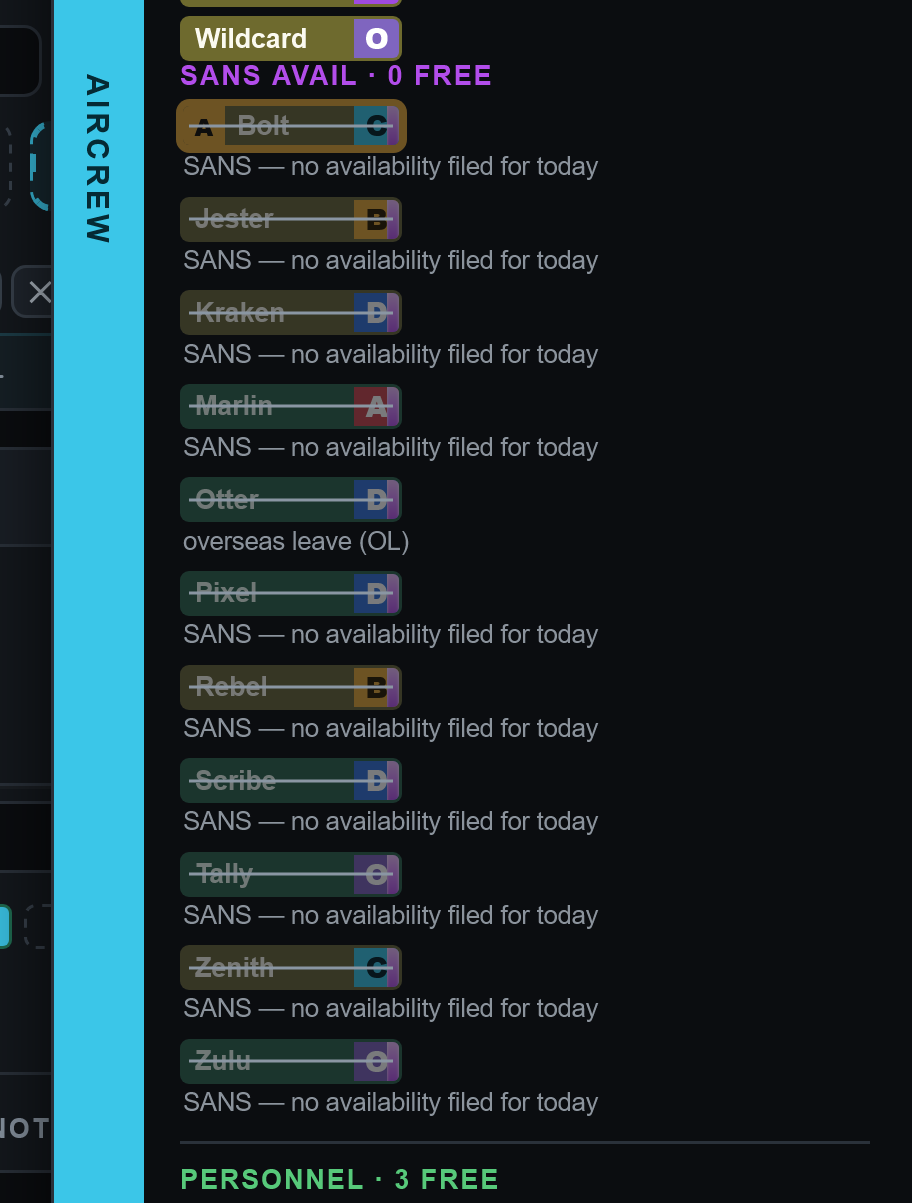 Wildcard O
SANS AVAIL · 0 FREE
A Bolt C
SANS — no availability filed for today
Jester B
SANS — no availability filed for today
Kraken D
SANS — no availability filed for today
Marlin A
SANS — no availability filed for today
Otter D
overseas leave (OL)
Pixel D
SANS — no availability filed for today
Rebel B
SANS — no availability filed for today
Scribe D
SANS — no availability filed for today
Tally O
SANS — no availability filed for today
Zenith C
SANS — no availability filed for today
Zulu O
SANS — no availability filed for today
PERSONNEL · 3 FREE
AIRCREW
NOT